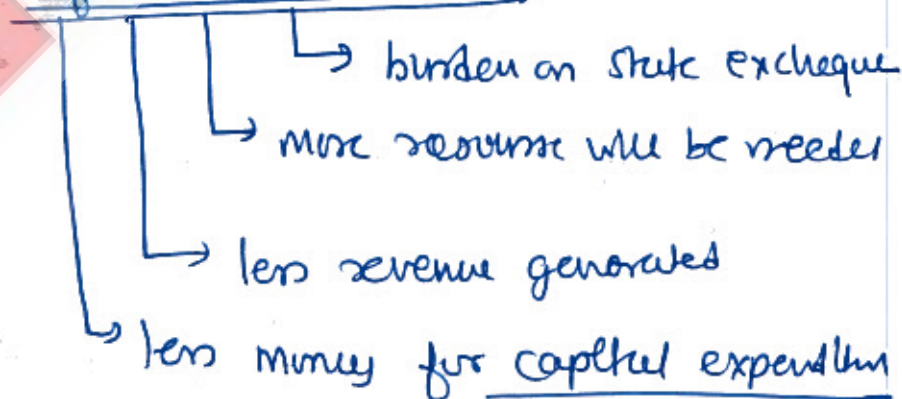 burden on state exchequer
more resource will be needed
less revenue generated
less money for capital expenditure